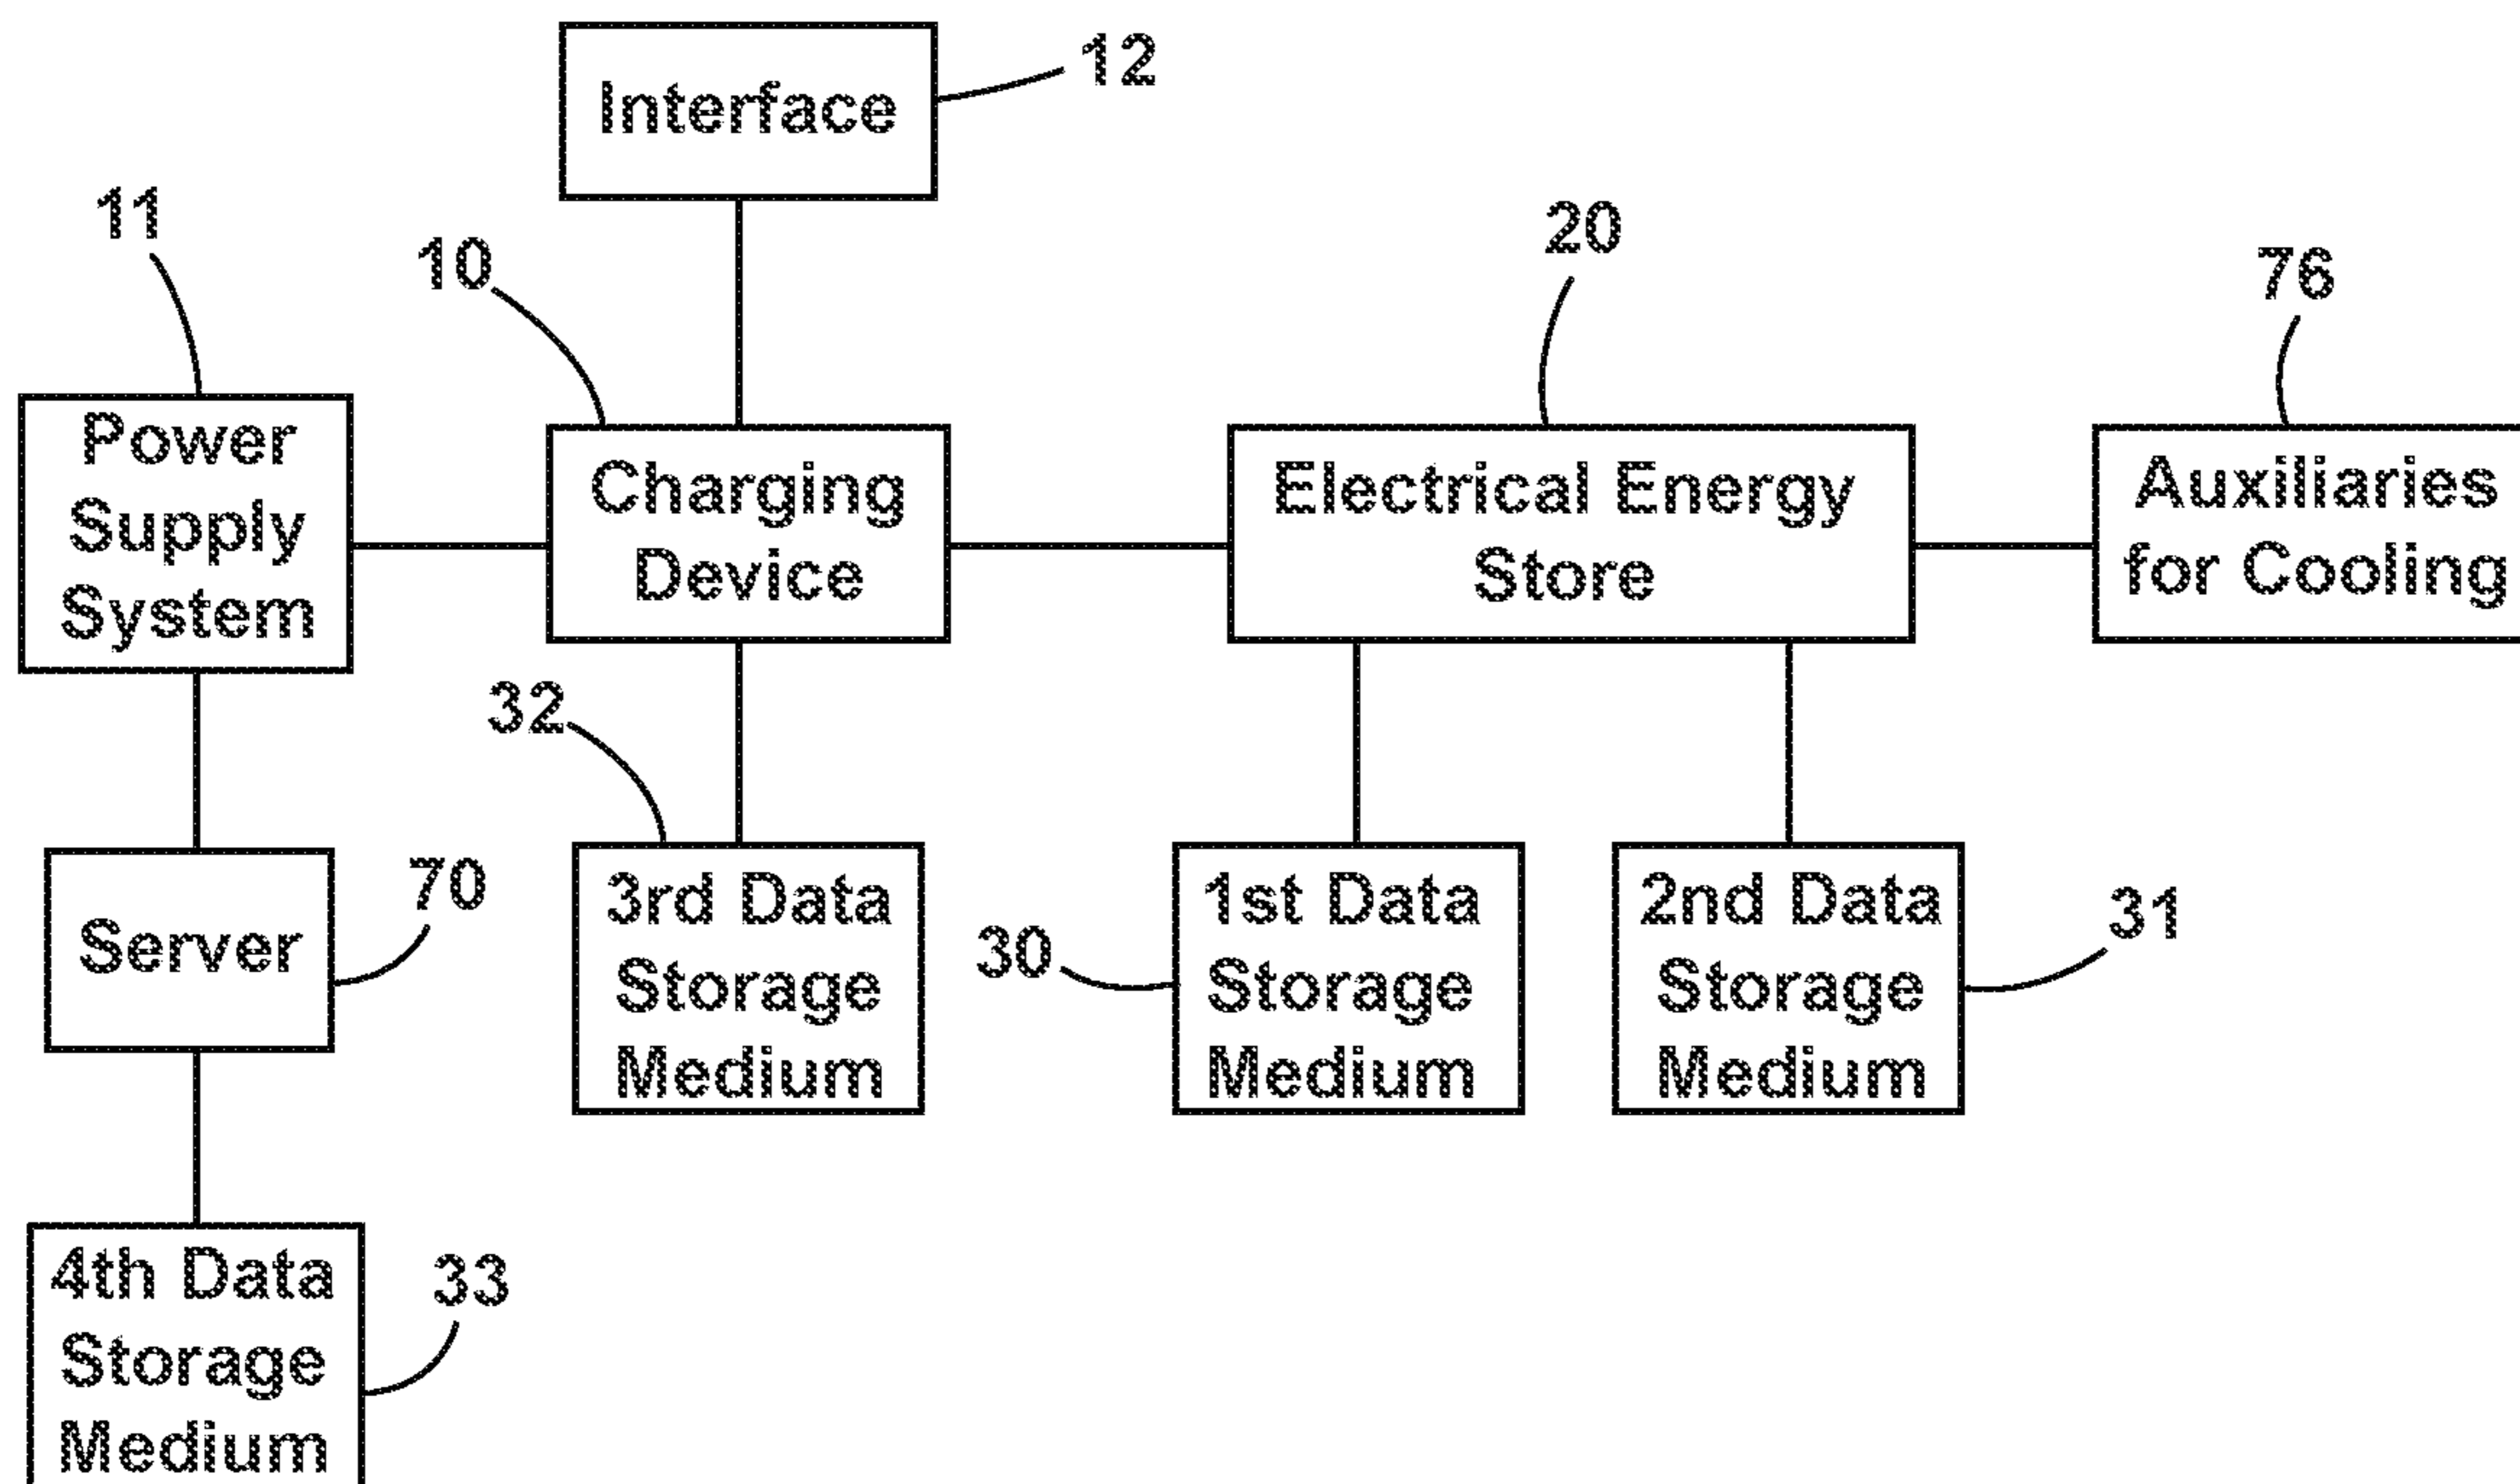 Interface
12
11
10
20
76
Power
Supply
System
Charging
Device
Electrical Energy
Store
Auxiliaries
for Cooling
32
Server
70
3rd Data
Storage
Medium
30
1st Data
Storage
Medium
2nd Data
Storage
Medium
31
4th Data
Storage
Medium
33